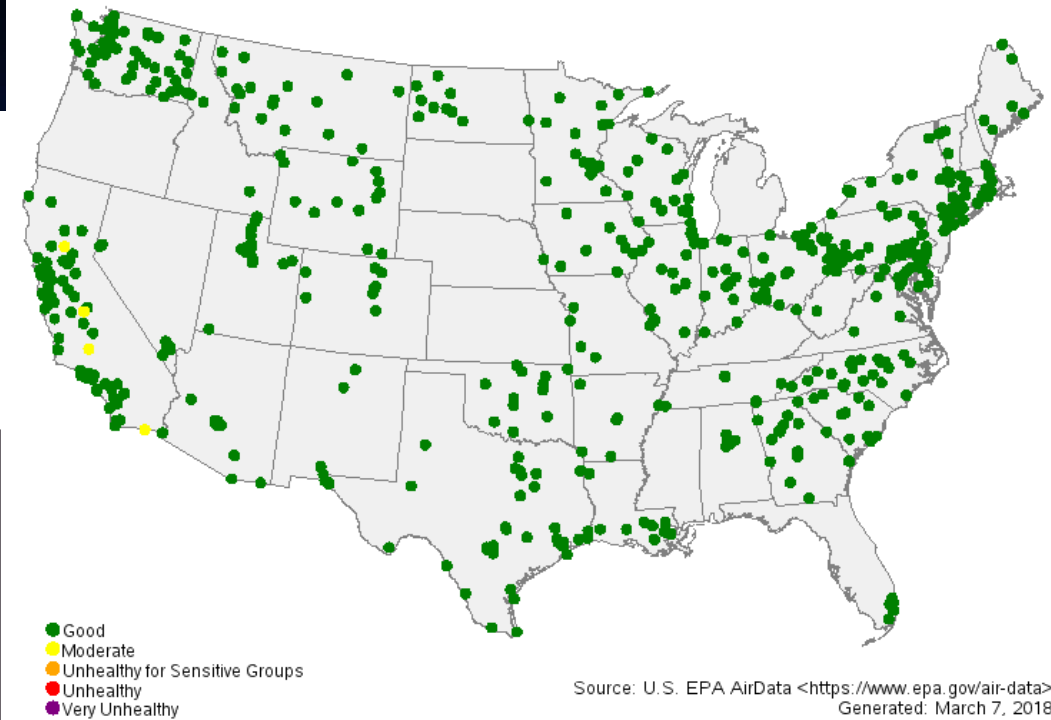 Good
Moderate
Unhealthy for Sensitive Groups
Unhealthy
Very Unhealthy
Source: U.S. EPA AirData <https://www.epa.gov/air-data>
Generated: March 7, 2018